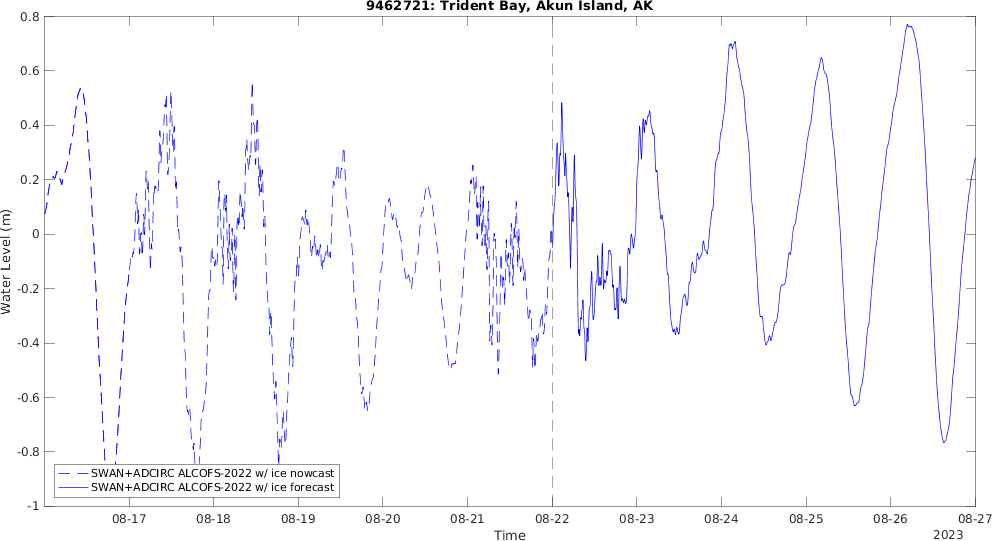 9462721: Trident Bay, Akun Island, AK
0.8
0.6
0.4
0.2
0
-0.2
-0.4
-0.6
-0.8
-1
Water Level (m)
SWAN+ADCIRC ALCOFS-2022 w/ ice nowcast
SWAN+ADCIRC ALCOFS-2022 w/ ice forecast
08-17 08-18 08-19 08-20 08-21 08-22 08-23 08-24 08-25 08-26 08-27
Time
2023